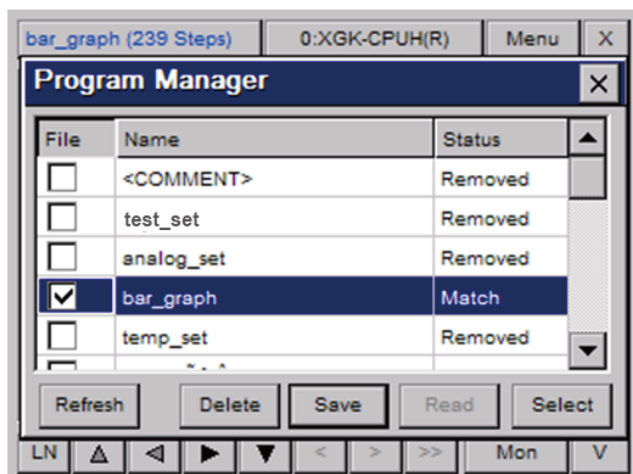 bar_graph (239 Steps) 0:XGK-CPUH(R) Menu X
Program Manager
File Name Status
<COMMENT> Removed
test_set Removed
analog_set Removed
bar_graph Match
temp_set Removed
Refresh Delete Save Read Select
LN < > >> Mon V